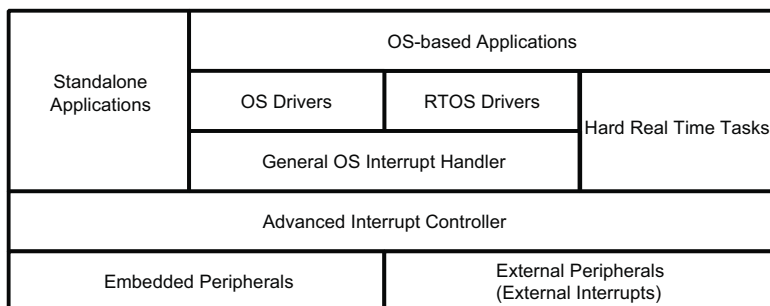 OS-based Applications
Standalone
Applications
OS Drivers
RTOS Drivers
Hard Real Time Tasks
General OS Interrupt Handler
Advanced Interrupt Controller
Embedded Peripherals
External Peripherals
(External Interrupts)